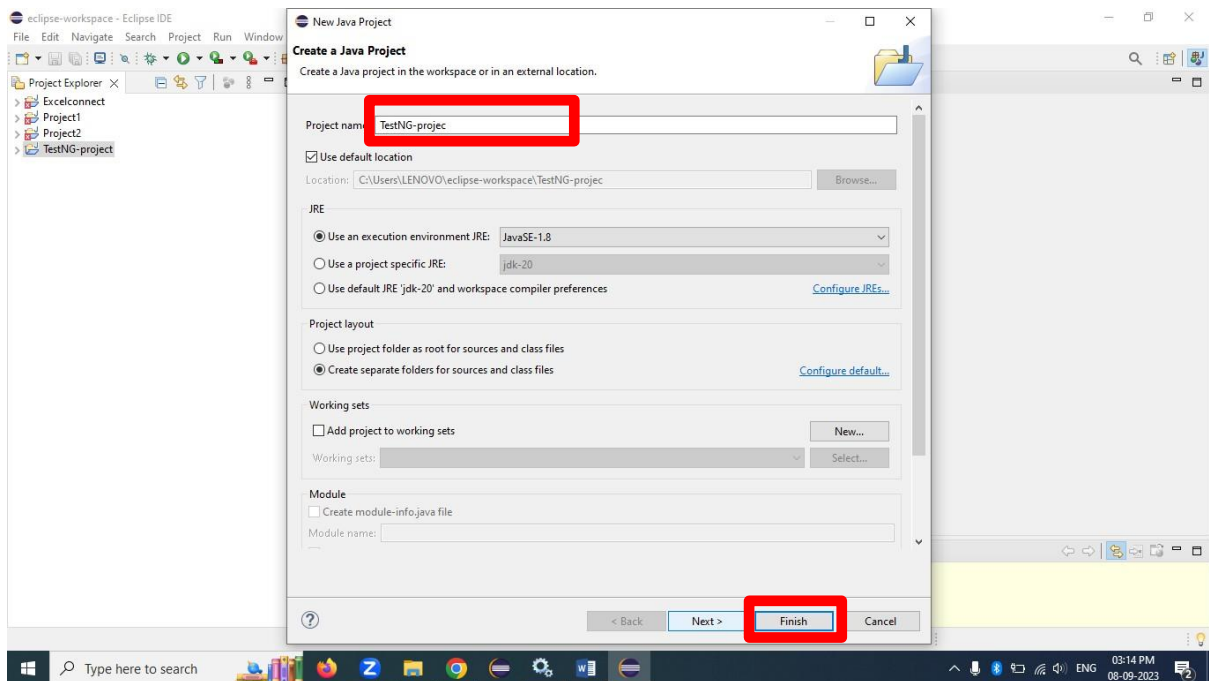 eclipse-workspace - Eclipse IDE
File Edit Navigate Search Project Run Window
Project Explorer
Excelconnect
Project1
Project2
TestNG-project
New Java Project
Create a Java Project
Create a Java project in the workspace or in an external location.
Project nam TestNG-projec
Use default location
Location: C:\Users\LENOVO\eclipse-workspace\TestNG-projec Browse...
JRE
Use an execution environment JRE: JavaSE-1.8
Use a project specific JRE: jdk-20
Use default JRE 'jdk-20' and workspace compiler preferences Configure JREs...
Project layout
Use project folder as root for sources and class files
Create separate folders for sources and class files Configure default...
Working sets
Add project to working sets New...
Working sets: Select...
Module
Create module-info.java file
Module name:
? < Back Next > Finish Cancel
Type here to search Z W ENG 03:14 PM
08-09-2023 2